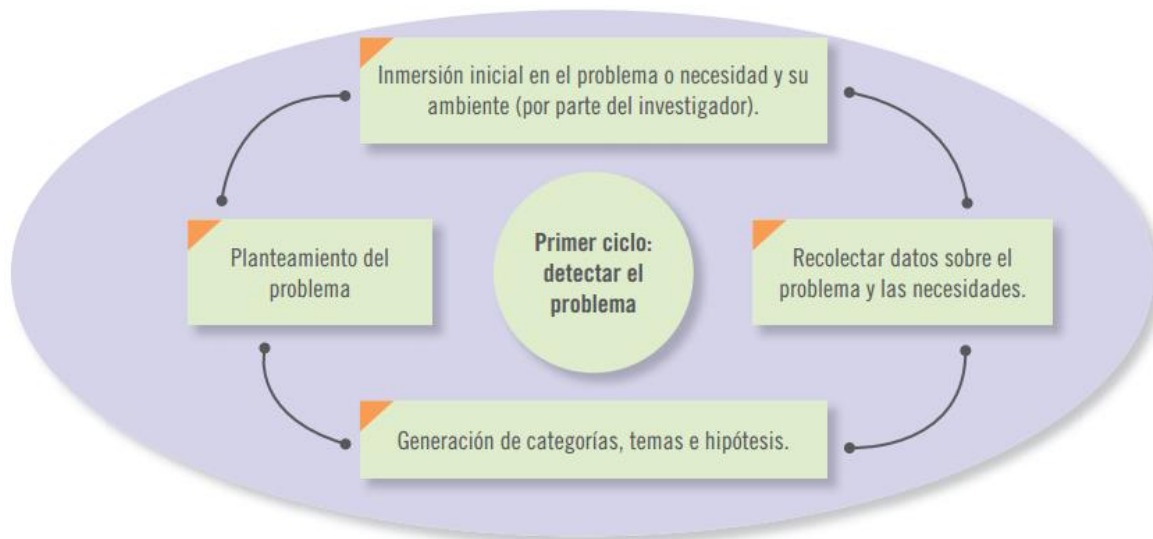 Inmersión inicial en el problema o necesidad y su
ambiente (por parte del investigador).
Planteamiento del
problema
Primer ciclo:
detectar el
problema
Recolectar datos sobre el
problema y las necesidades.
Generación de categorías, temas e hipótesis.